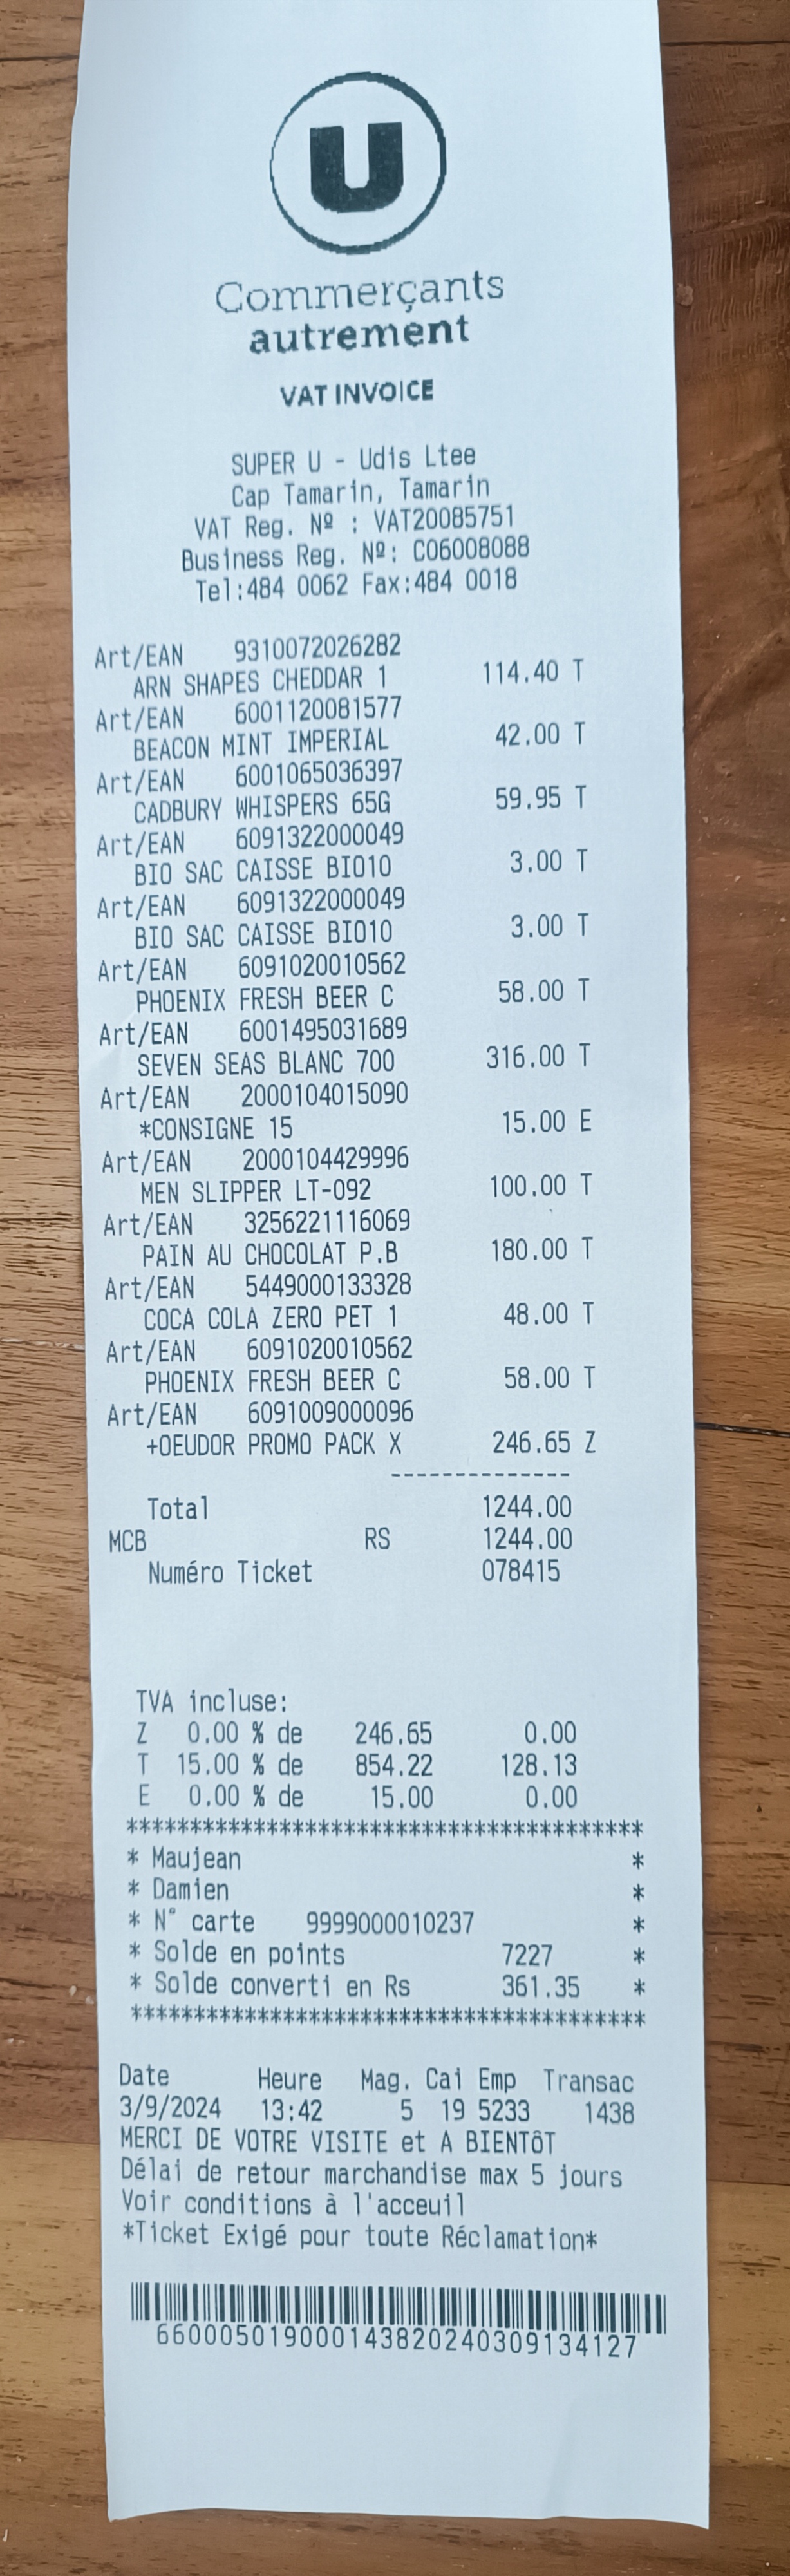 U
Commerçants
autrement
VAT INVOICE
SUPER U - Udis Ltee
Cap Tamarin, Tamarin
VAT Reg. Nº : VAT20085751
Business Reg. Nº: C06008088
Tel:484 0062 Fax:484 0018
Art/EAN 9310072026282
ARN SHAPES CHEDDAR 1 114.40 T
Art/EAN 6001120081577
BEACON MINT IMPERIAL 42.00 T
Art/EAN 6001065036397
CADBURY WHISPERS 65G 59.95 T
Art/EAN 6091322000049
BIO SAC CAISSE BIO10 3.00 T
Art/EAN 6091322000049
BIO SAC CAISSE BIO10 3.00 T
Art/EAN 6091020010562
PHOENIX FRESH BEER C 58.00 T
Art/EAN 6001495031689
SEVEN SEAS BLANC 700 316.00 T
Art/EAN 2000104015090
*CONSIGNE 15 15.00 E
Art/EAN 2000104429996
MEN SLIPPER LT-092 100.00 T
Art/EAN 3256221116069
PAIN AU CHOCOLAT P.B 180.00 T
Art/EAN 5449000133328
COCA COLA ZERO PET 1 48.00 T
Art/EAN 6091020010562
PHOENIX FRESH BEER C 58.00 T
Art/EAN 6091009000096
+OEUDOR PROMO PACK X 246.65 Z
--------------
Total 1244.00
MCB RS 1244.00
Numéro Ticket 078415
TVA incluse:
Z 0.00 % de 246.65 0.00
T 15.00 % de 854.22 128.13
E 0.00 % de 15.00 0.00
****************************************
* Maujean *
* Damien *
* N° carte 9999000010237 *
* Solde en points 7227 *
* Solde converti en Rs 361.35 *
****************************************
Date Heure Mag. Cai Emp Transac
3/9/2024 13:42 5 19 5233 1438
MERCI DE VOTRE VISITE et A BIENTÔT
Délai de retour marchandise max 5 jours
Voir conditions à l'acceuil
*Ticket Exigé pour toute Réclamation*
6600050190001438202403091​34127